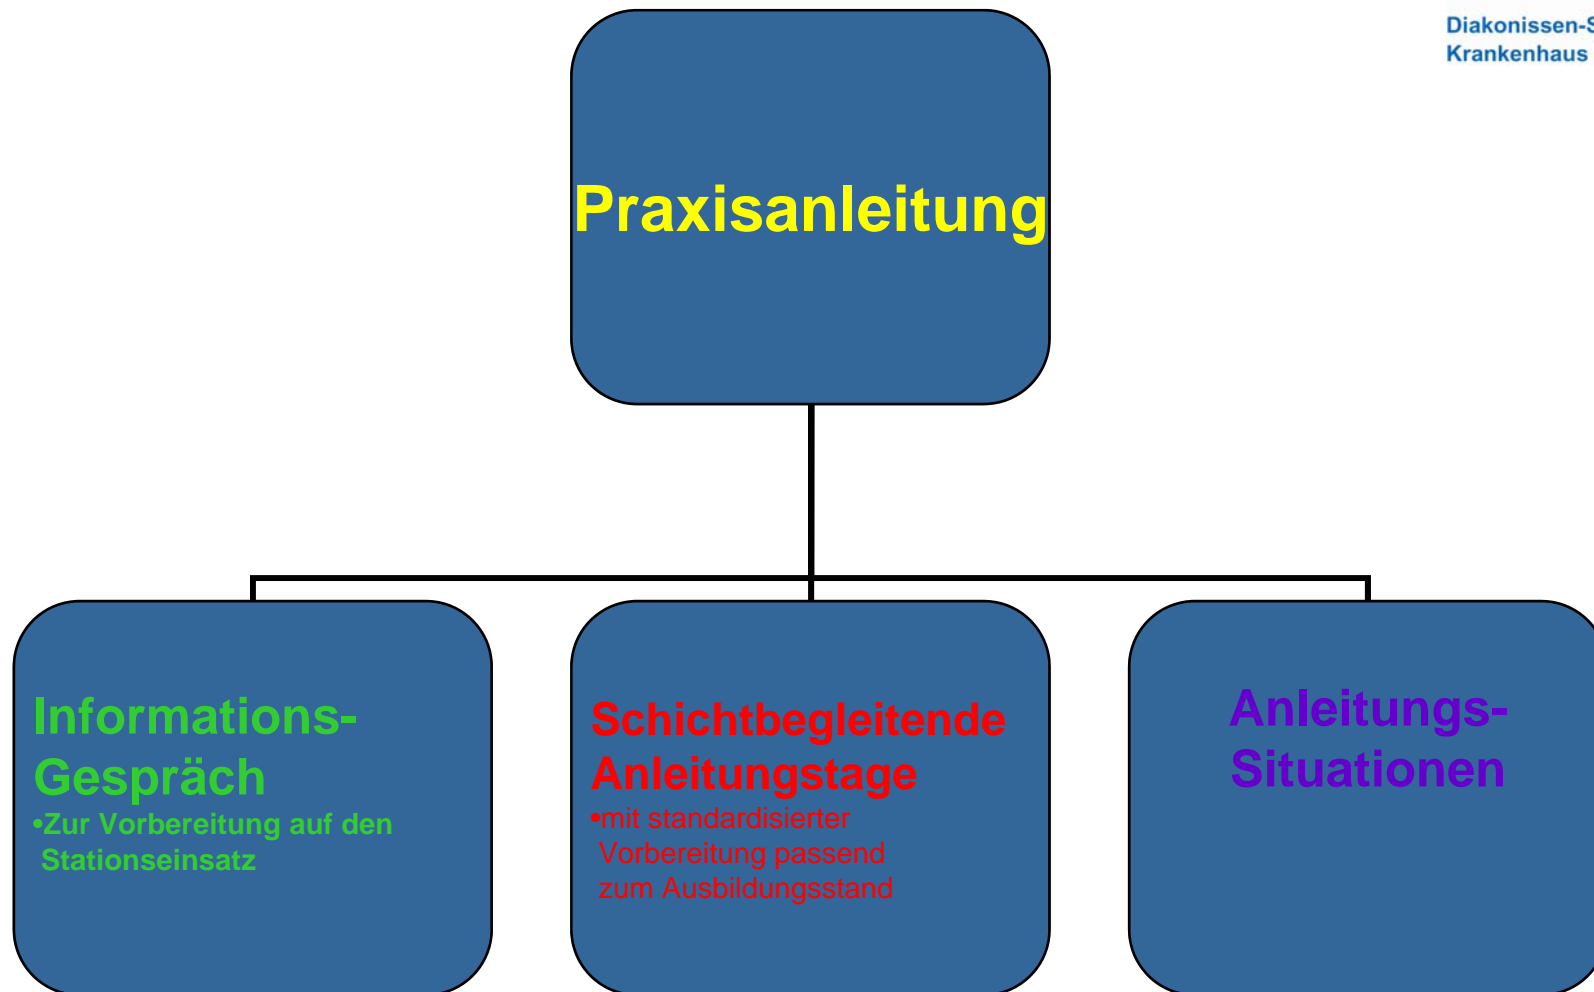 Diakonissen-S
Krankenhaus
Praxisanleitung
Informations-
Gespräch
•Zur Vorbereitung auf den
Stationseinsatz
Schichtbegleitende
Anleitungstage
•mit standardisierter
Vorbereitung passend
zum Ausbildungsstand
Anleitungs-
Situationen